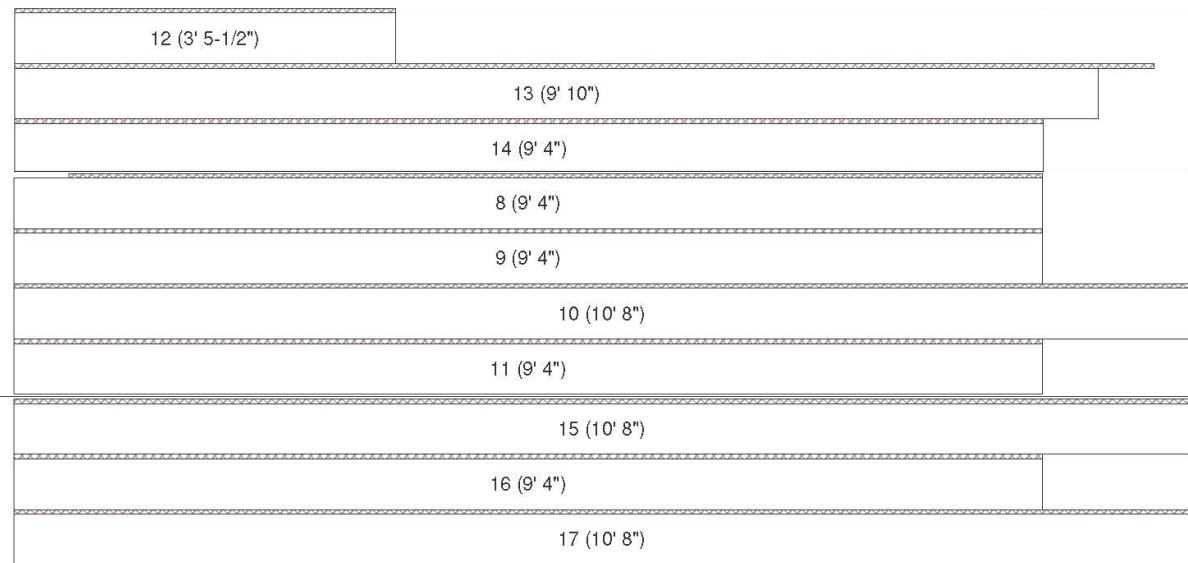 12 (3' 5-1/2")
13 (9' 10")
14 (9' 4")
8 (9' 4")
9 (9' 4")
10 (10' 8")
11 (9' 4")
15 (10' 8")
16 (9' 4")
17 (10' 8")